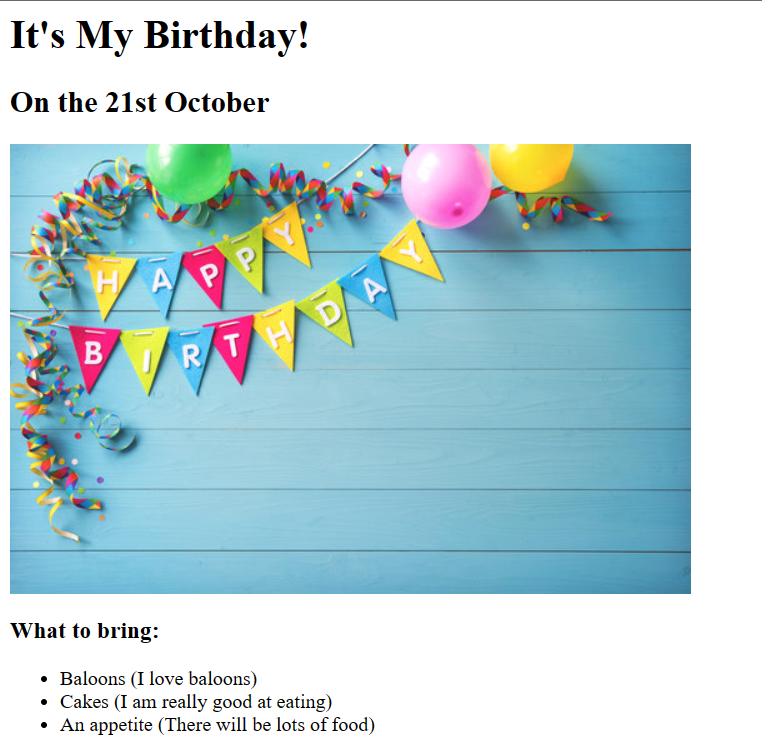 It's My Birthday!
On the 21st October
HAPPY
BIRTHDAY
What to bring:
Baloons (I love baloons)
Cakes (I am really good at eating)
An appetite (There will be lots of food)